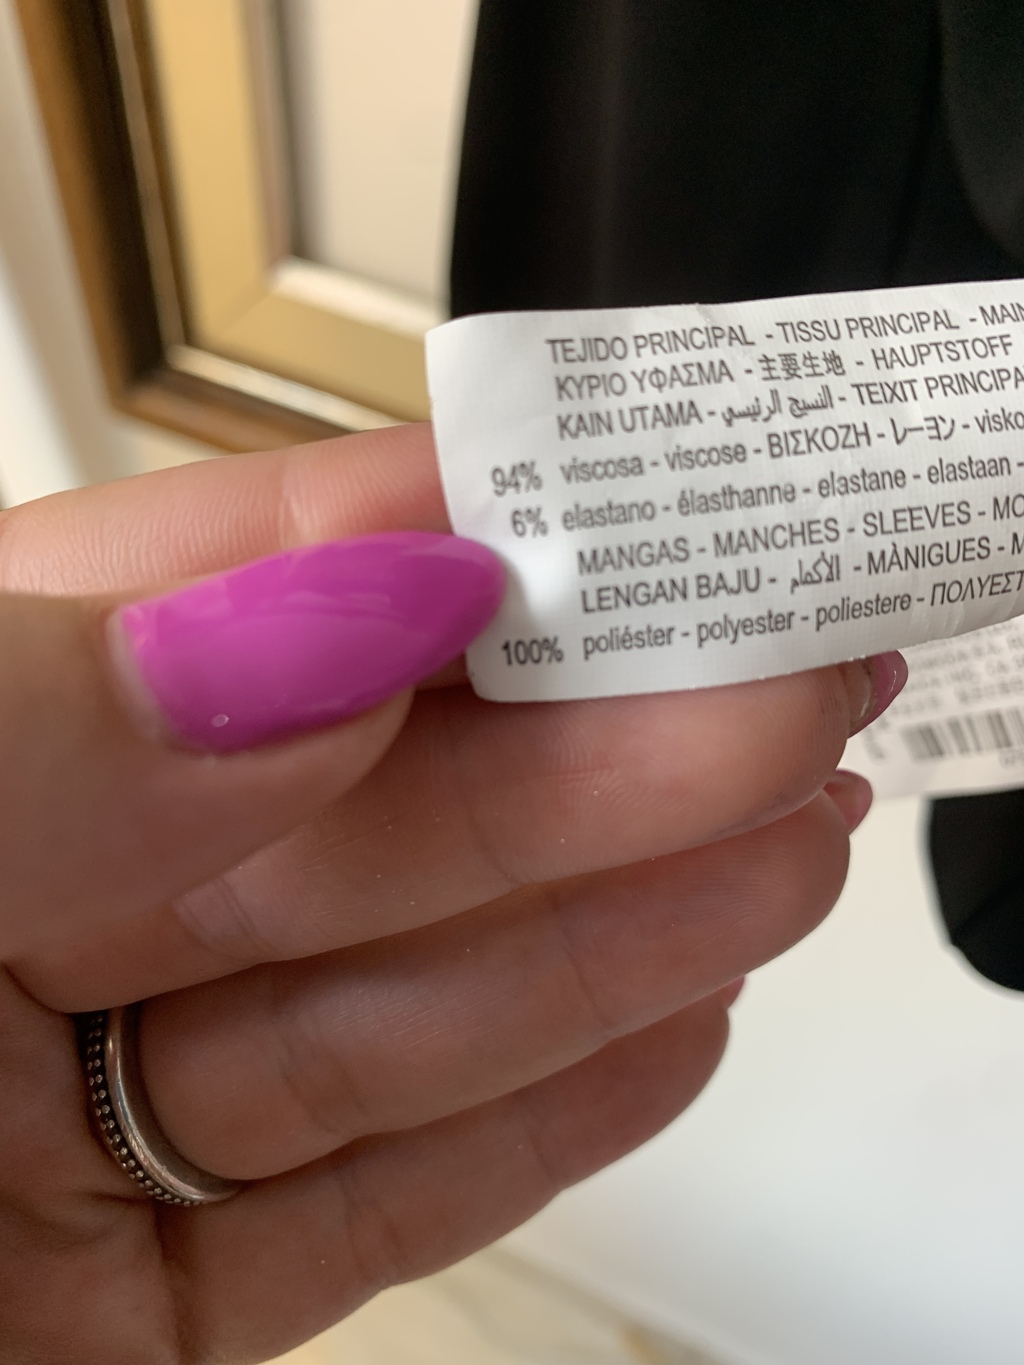 TEJIDO PRINCIPAL - TISSU PRINCIPAL - MAIN
ΚΥΡΙΟ ΥΦΑΣΜΑ - 主要生地 - HAUPTSTOFF
KAIN UTAMA - النسيج الرئيسي - TEIXIT PRINCIPA
94% viscosa - viscose - ΒΙΣΚΟΖΗ - レーヨン - visko
6% elastano - élasthanne - elastane - elastaan -
MANGAS - MANCHES - SLEEVES - MO
LENGAN BAJU - الأكمام - MÀNIGUES - M
100% poliéster - polyester - poliestere - ΠΟΛΥΕΣΤ